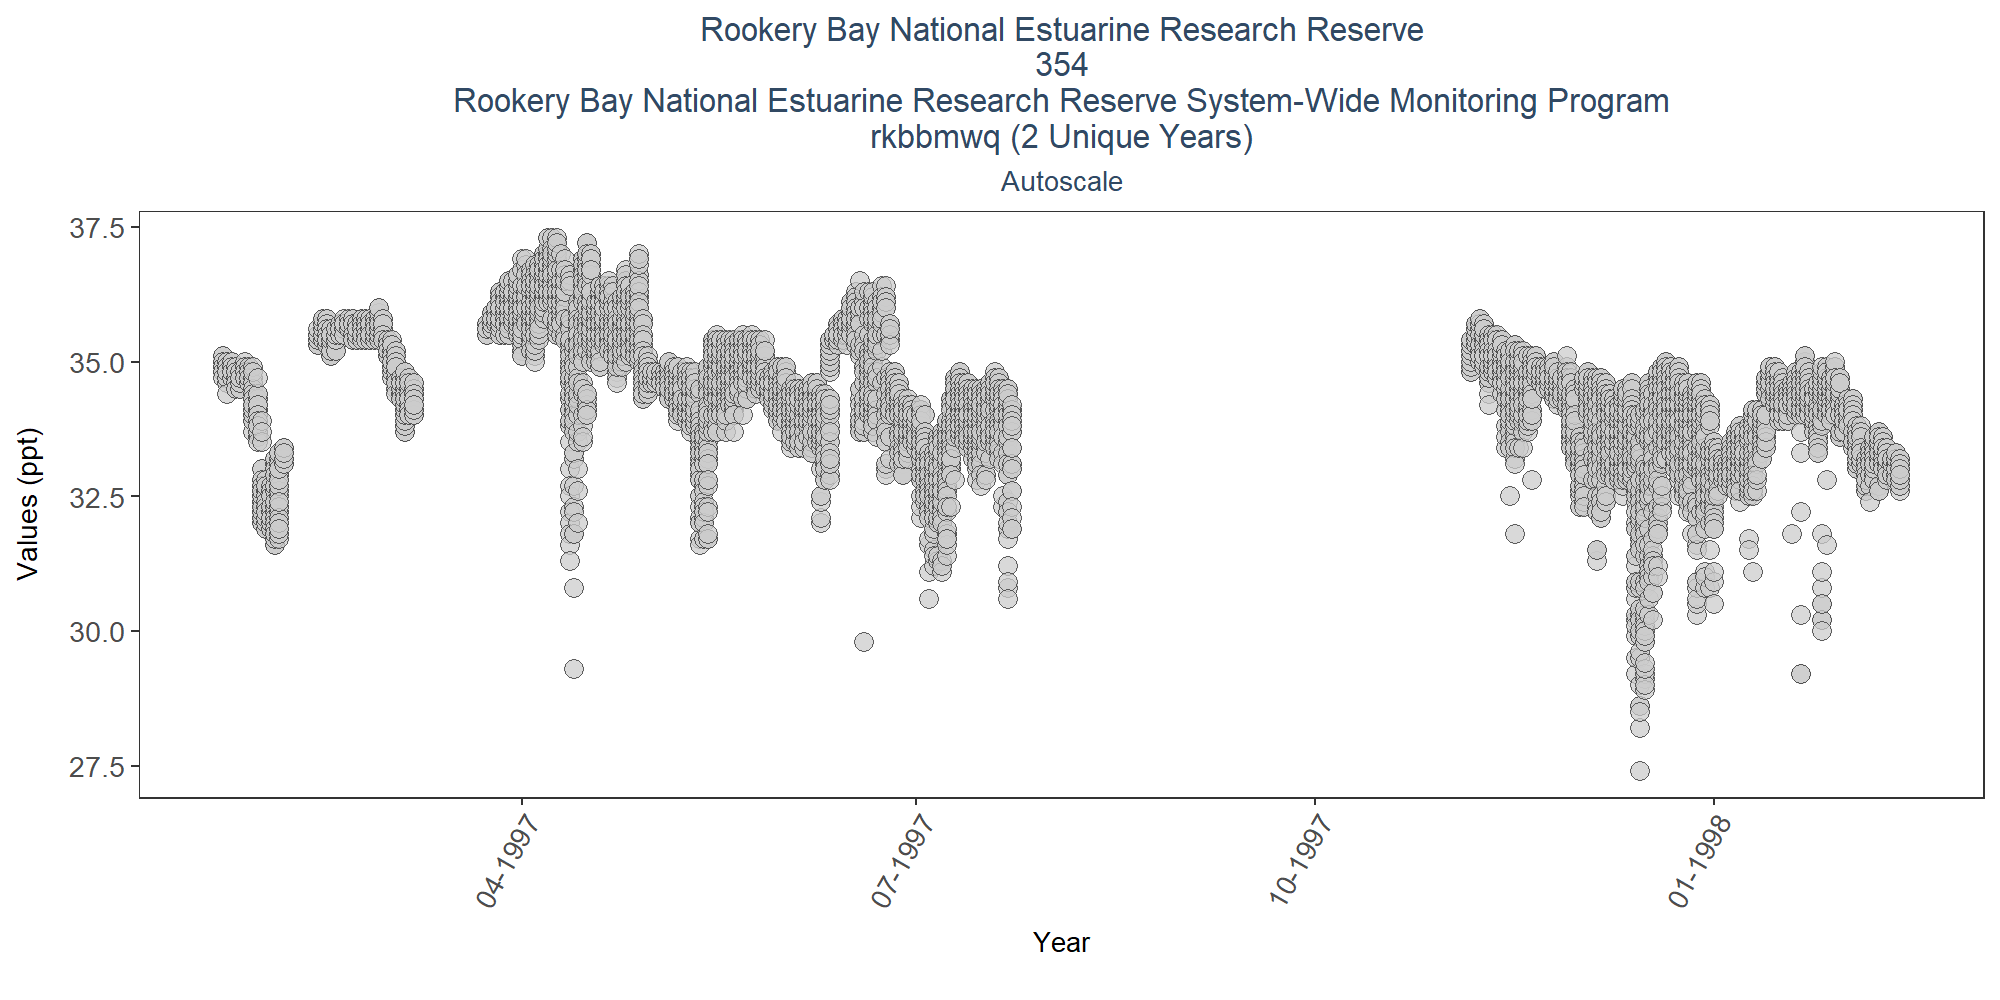 Rookery Bay National Estuarine Research Reserve
354
Rookery Bay National Estuarine Research Reserve System-Wide Monitoring Program
rkbbmwq (2 Unique Years)
Autoscale
Values (ppt)
37.5
35.0
32.5
30.0
27.5
04-1997
07-1997
10-1997
01-1998
Year